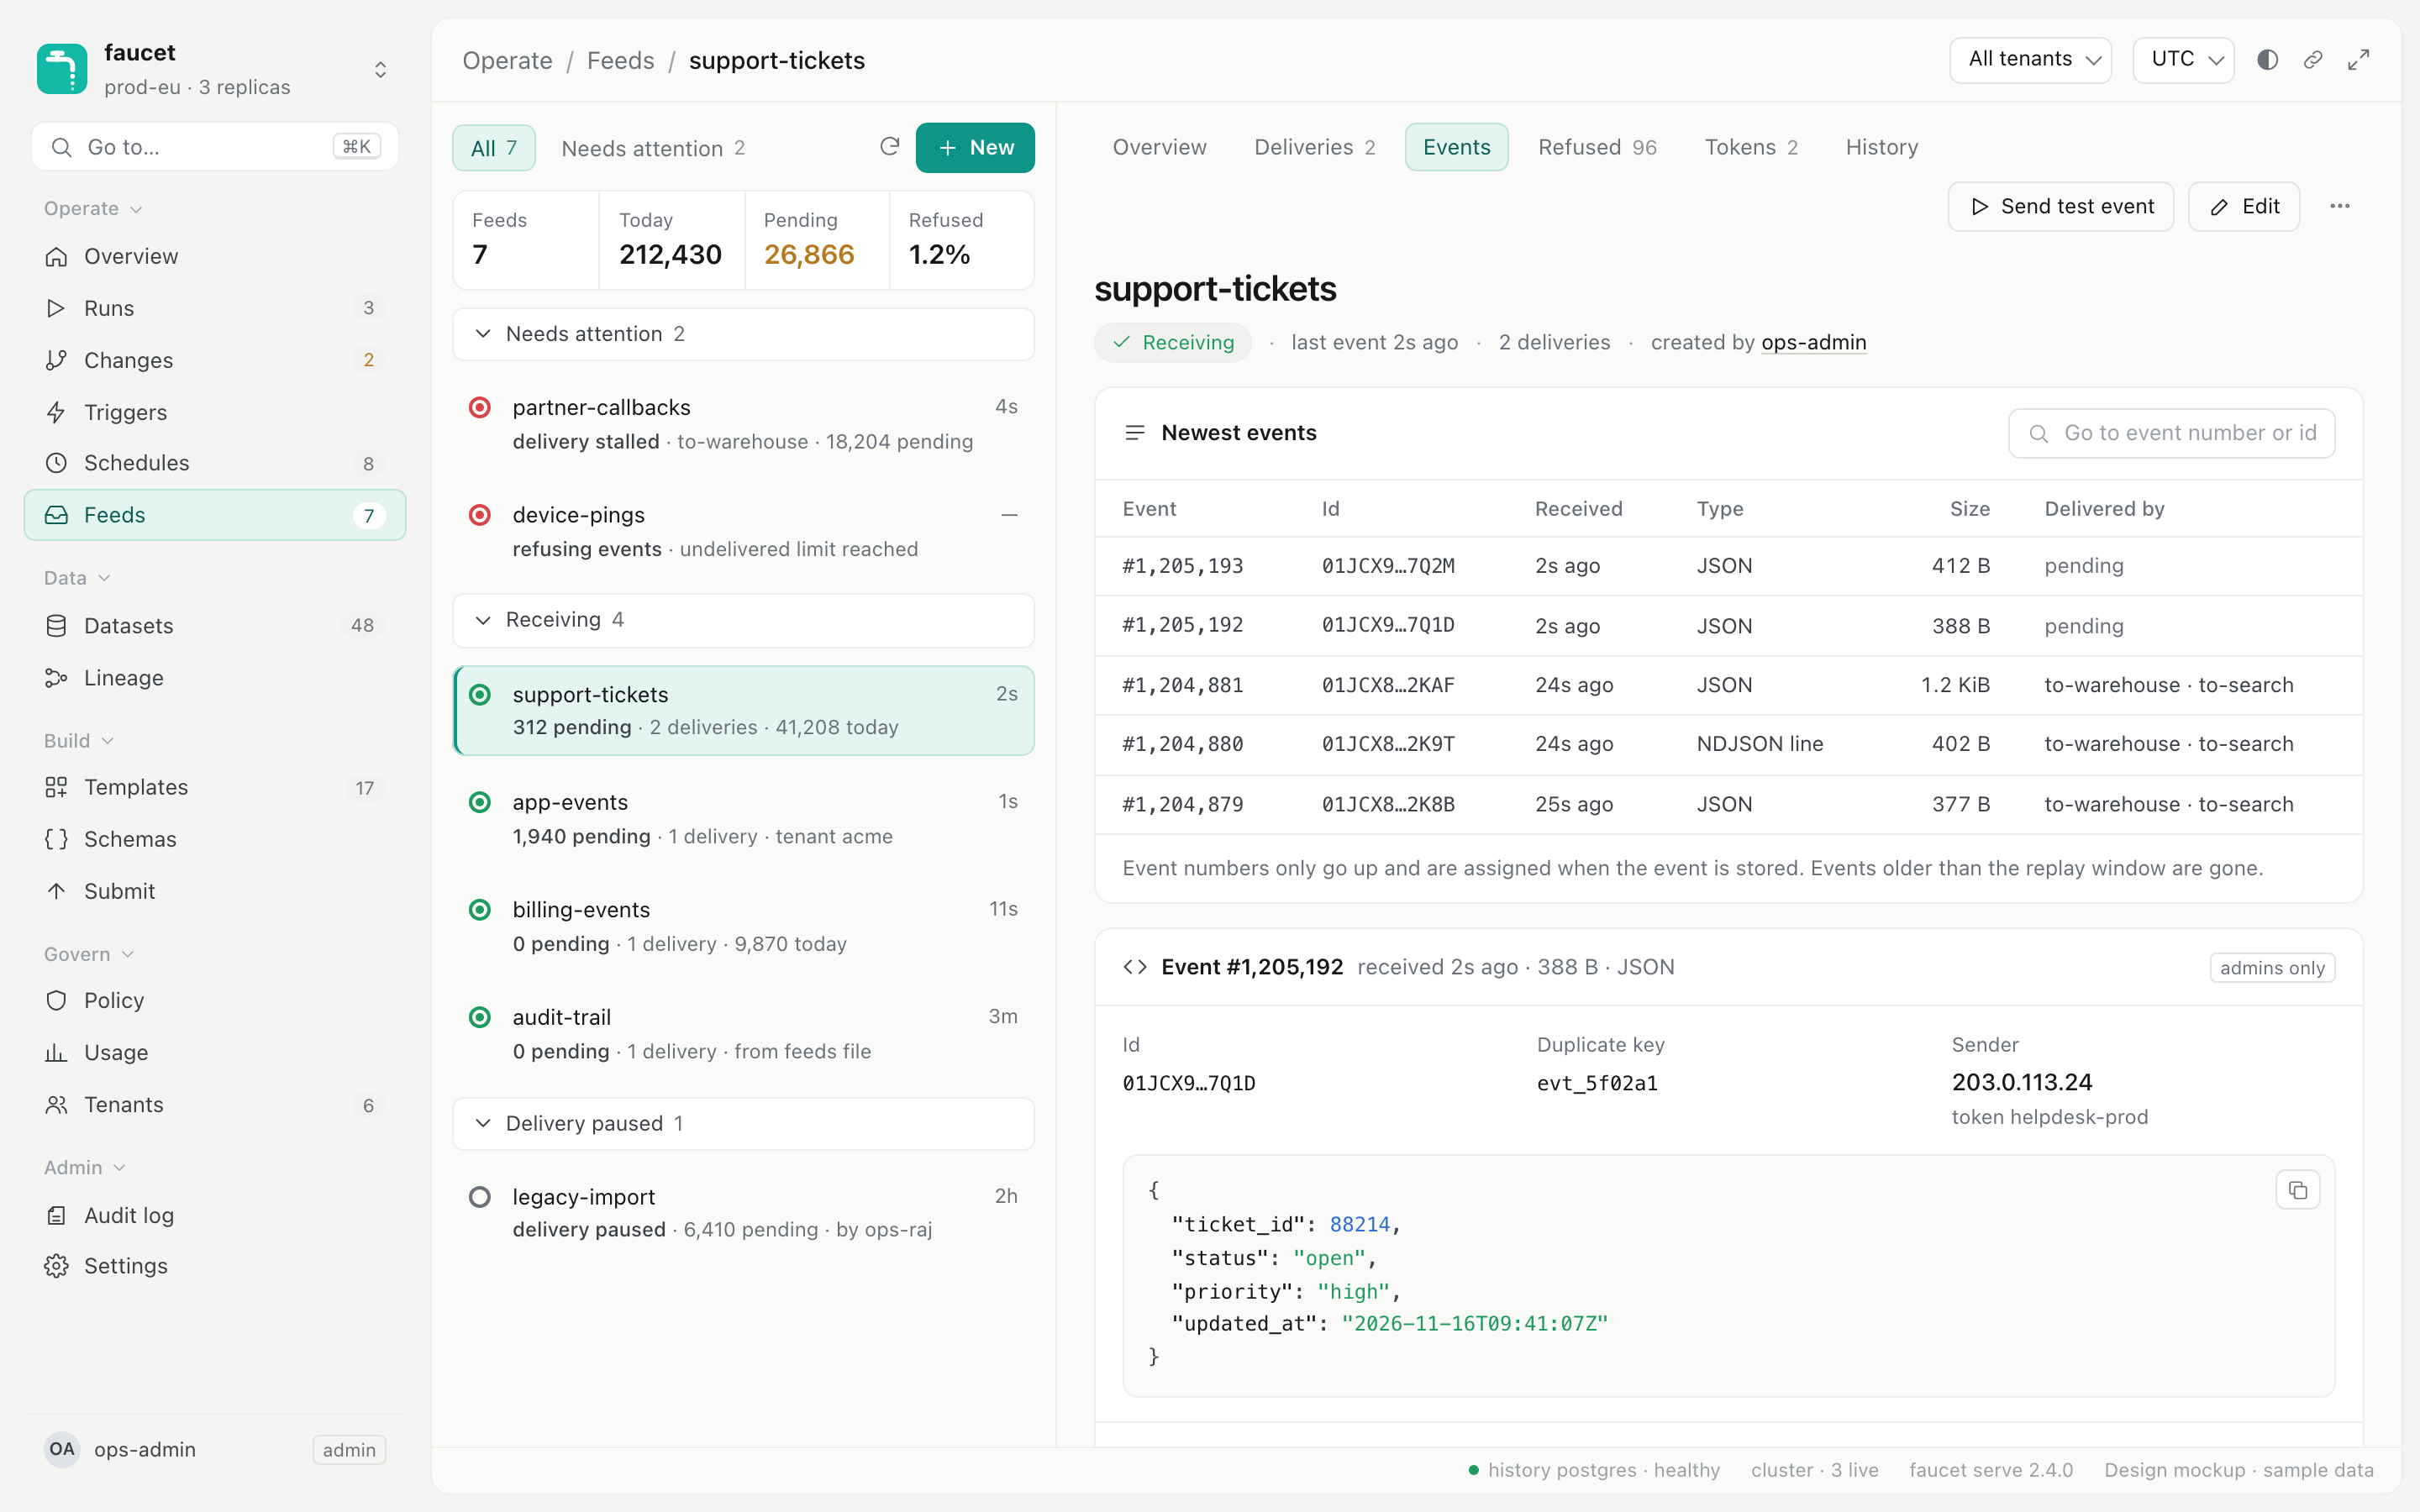 faucet
prod-eu · 3 replicas
Go to...
⌘K
Operate
Overview
Runs 3
Changes 2
Triggers
Schedules 8
Feeds 7
Data
Datasets 48
Lineage
Build
Templates 17
Schemas
Submit
Govern
Policy
Usage
Tenants 6
Admin
Audit log
Settings
OA ops-admin admin
Operate / Feeds / support-tickets
All tenants
UTC
All 7
Needs attention 2
New
Feeds
7
Today
212,430
Pending
26,866
Refused
1.2%
Needs attention 2
partner-callbacks 4s
delivery stalled · to-warehouse · 18,204 pending
device-pings —
refusing events · undelivered limit reached
Receiving 4
support-tickets 2s
312 pending · 2 deliveries · 41,208 today
app-events 1s
1,940 pending · 1 delivery · tenant acme
billing-events 11s
0 pending · 1 delivery · 9,870 today
audit-trail 3m
0 pending · 1 delivery · from feeds file
Delivery paused 1
legacy-import 2h
delivery paused · 6,410 pending · by ops-raj
Overview Deliveries 2 Events Refused 96 Tokens 2 History
Send test event Edit
support-tickets
Receiving · last event 2s ago · 2 deliveries · created by ops-admin
Newest events
Go to event number or id
Event Id Received Type Size Delivered by
#1,205,193 01JCX9…7Q2M 2s ago JSON 412 B pending
#1,205,192 01JCX9…7Q1D 2s ago JSON 388 B pending
#1,204,881 01JCX8…2KAF 24s ago JSON 1.2 KiB to-warehouse · to-search
#1,204,880 01JCX8…2K9T 24s ago NDJSON line 402 B to-warehouse · to-search
#1,204,879 01JCX8…2K8B 25s ago JSON 377 B to-warehouse · to-search
Event numbers only go up and are assigned when the event is stored. Events older than the replay window are gone.
Event #1,205,192 received 2s ago · 388 B · JSON
admins only
Id
01JCX9…7Q1D
Duplicate key
evt_5f02a1
Sender
203.0.113.24
token helpdesk-prod
{
"ticket_id": 88214,
"status": "open",
"priority": "high",
"updated_at": "2026-11-16T09:41:07Z"
}
history postgres · healthy
cluster · 3 live
faucet serve 2.4.0
Design mockup · sample data